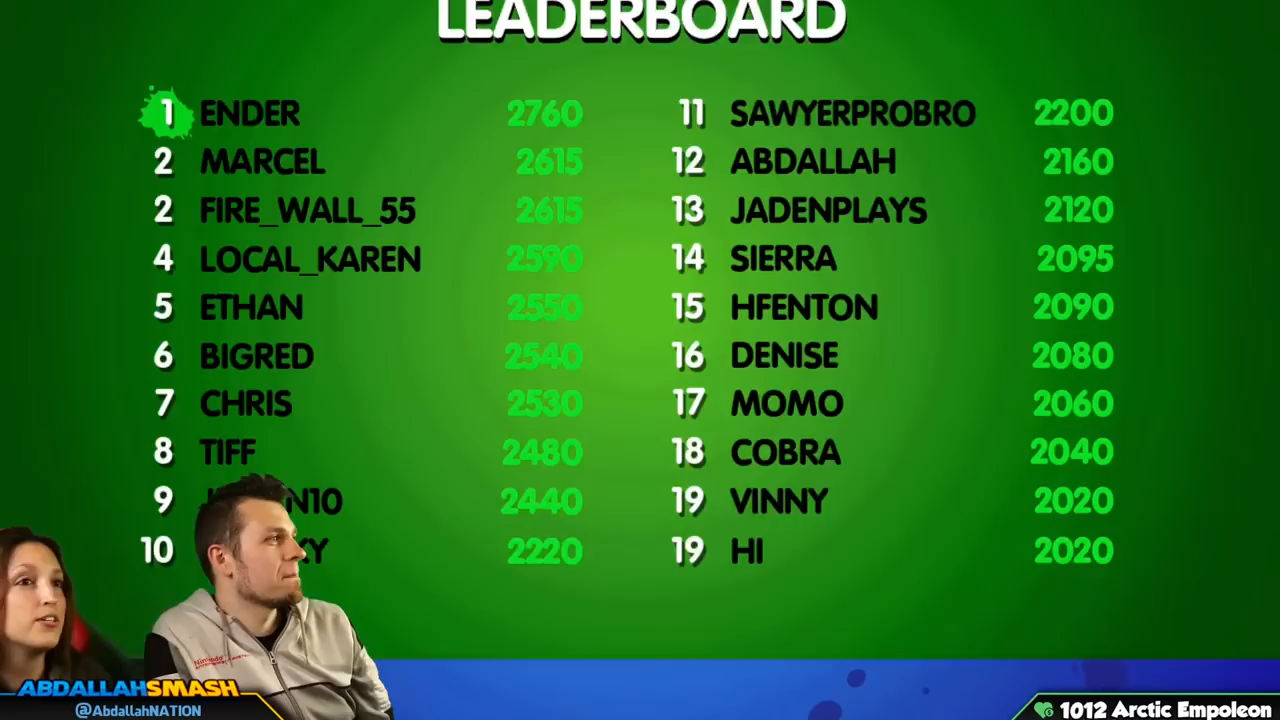 LEADERBOARD
1 ENDER 2760
2 MARCEL 2615
2 FIRE_WALL_55 2615
4 LOCAL_KAREN 2590
5 ETHAN 2550
6 BIGRED 2540
7 CHRIS 2530
8 TIFF 2480
9 2440
10 2220
11 SAWYERPROBRO 2200
12 ABDALLAH 2160
13 JADENPLAYS 2120
14 SIERRA 2095
15 HFENTON 2090
16 DENISE 2080
17 MOMO 2060
18 COBRA 2040
19 VINNY 2020
19 HI 2020
Nintendo
ABDALLAHSMASH
@AbdallahNATION
1012 Arctic Empoleon